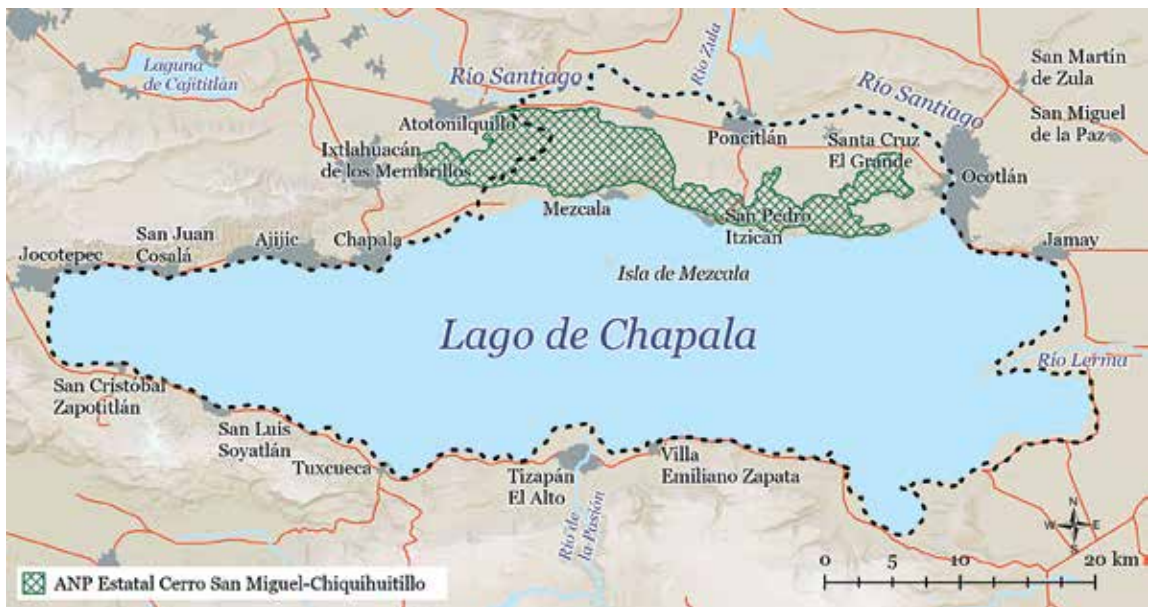 Laguna
de Cajititlán
Río Santiago
Río Zula
San Martín
de Zula
Río Santiago
San Miguel
de la Paz
Atotonilquillo
Poncitlán
Santa Cruz
El Grande
Ixtlahuacán
de los Membrillos
Ocotlán
Mezcala
San Pedro
Itzican
Jocotepec
San Juan
Cosalá
Ajijic
Chapala
Jamay
Isla de Mezcala
Lago de Chapala
Río Lerma
San Cristóbal
Zapotitlán
San Luis
Soyatlán
Tuxcueca
Tizapán
El Alto
Villa
Emiliano Zapata
Río de
la Pasión
N
W E
S
0 5 10 20 km
ANP Estatal Cerro San Miguel-Chiquihuitillo